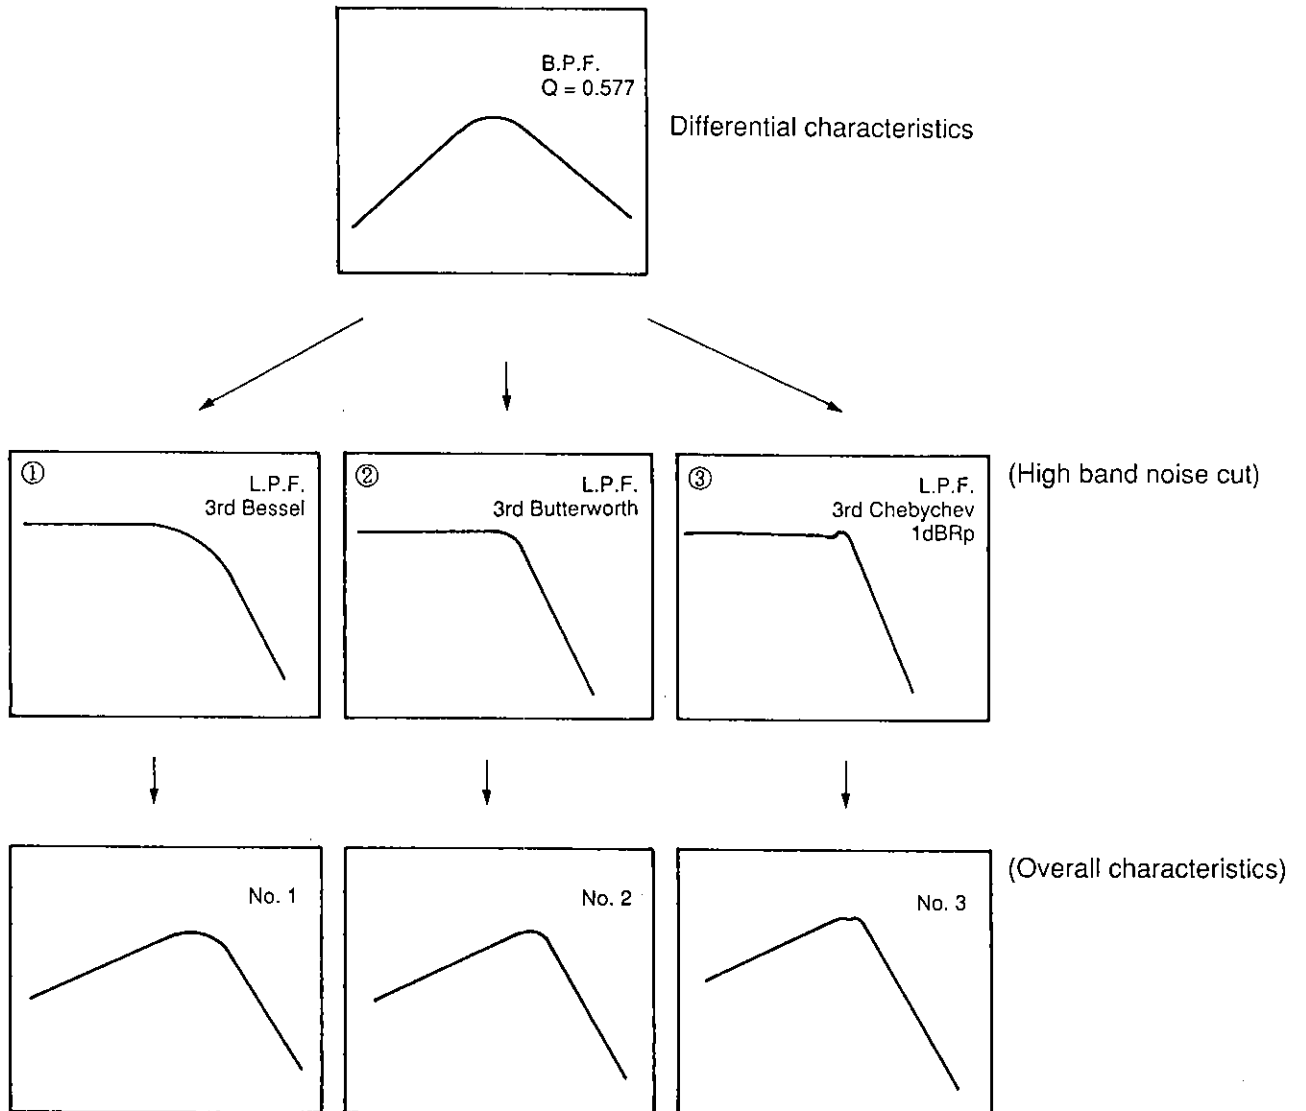 B.P.F.
Q = 0.577
Differential characteristics
①
L.P.F.
3rd Bessel
②
L.P.F.
3rd Butterworth
③
L.P.F.
3rd Chebychev
1dBRp
(High band noise cut)
No. 1
No. 2
No. 3
(Overall characteristics)